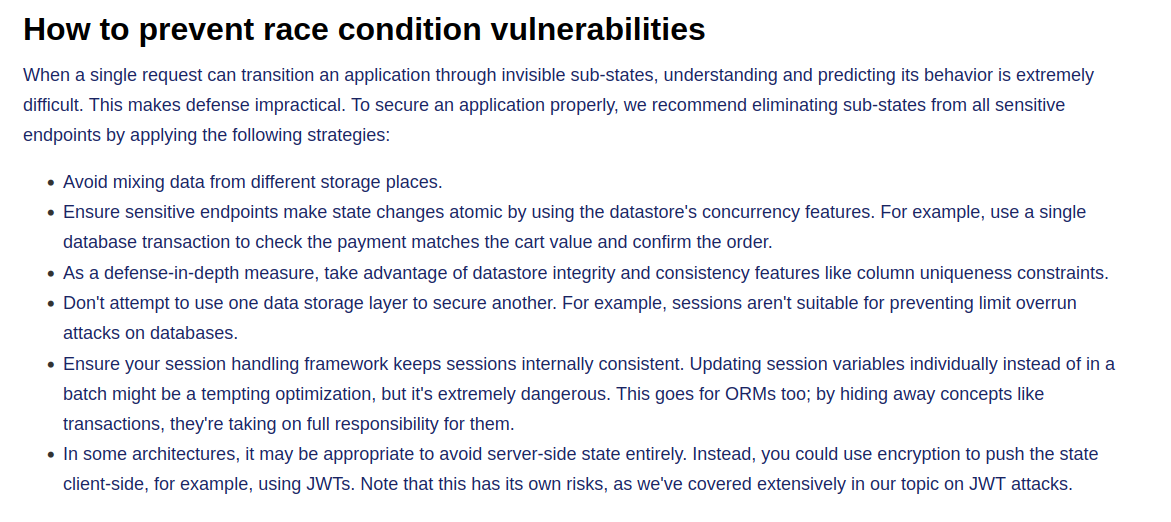 How to prevent race condition vulnerabilities
When a single request can transition an application through invisible sub-states, understanding and predicting its behavior is extremely
difficult. This makes defense impractical. To secure an application properly, we recommend eliminating sub-states from all sensitive
endpoints by applying the following strategies:
• Avoid mixing data from different storage places.
• Ensure sensitive endpoints make state changes atomic by using the datastore's concurrency features. For example, use a single
database transaction to check the payment matches the cart value and confirm the order.
• As a defense-in-depth measure, take advantage of datastore integrity and consistency features like column uniqueness constraints.
• Don't attempt to use one data storage layer to secure another. For example, sessions aren't suitable for preventing limit overrun
attacks on databases.
• Ensure your session handling framework keeps sessions internally consistent. Updating session variables individually instead of in a
batch might be a tempting optimization, but it's extremely dangerous. This goes for ORMs too; by hiding away concepts like
transactions, they're taking on full responsibility for them.
• In some architectures, it may be appropriate to avoid server-side state entirely. Instead, you could use encryption to push the state
client-side, for example, using JWTs. Note that this has its own risks, as we've covered extensively in our topic on JWT attacks.